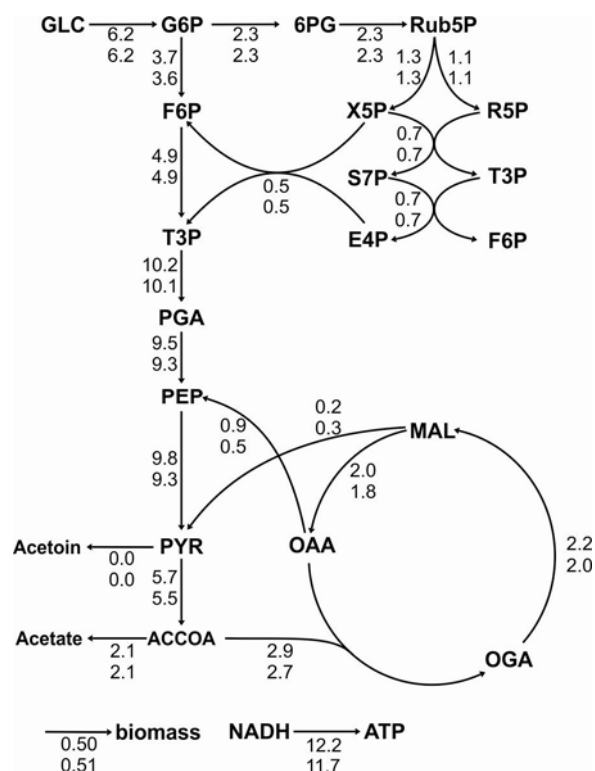 GLC G6P 6PG Rub5P
6.2 2.3 2.3
6.2 2.3 2.3
3.7 1.3 1.1
3.6 1.3 1.1
F6P X5P R5P
0.7
0.7
4.9
4.9
S7P T3P
0.5
0.5
0.7
0.7
T3P E4P F6P
10.2
10.1
PGA
9.5
9.3
PEP
0.2
0.3
0.9
0.5
MAL
9.8
9.3
2.0
1.8
Acetoin PYR OAA
0.0
0.0
2.2
2.0
5.7
5.5
Acetate ACCOA
2.1 2.9
2.1 2.7
OGA
biomass NADH ATP
0.50 12.2
0.51 11.7